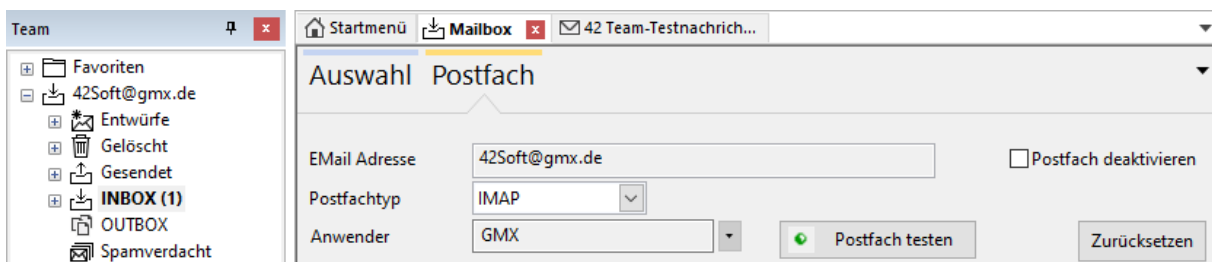 Team
Favoriten
42Soft@gmx.de
Entwürfe
Gelöscht
Gesendet
INBOX (1)
OUTBOX
Spamverdacht
Startmenü Mailbox 42 Team-Testnachrich...
Auswahl Postfach
EMail Adresse 42Soft@gmx.de Postfach deaktivieren
Postfachtyp IMAP
Anwender GMX Postfach testen Zurücksetzen